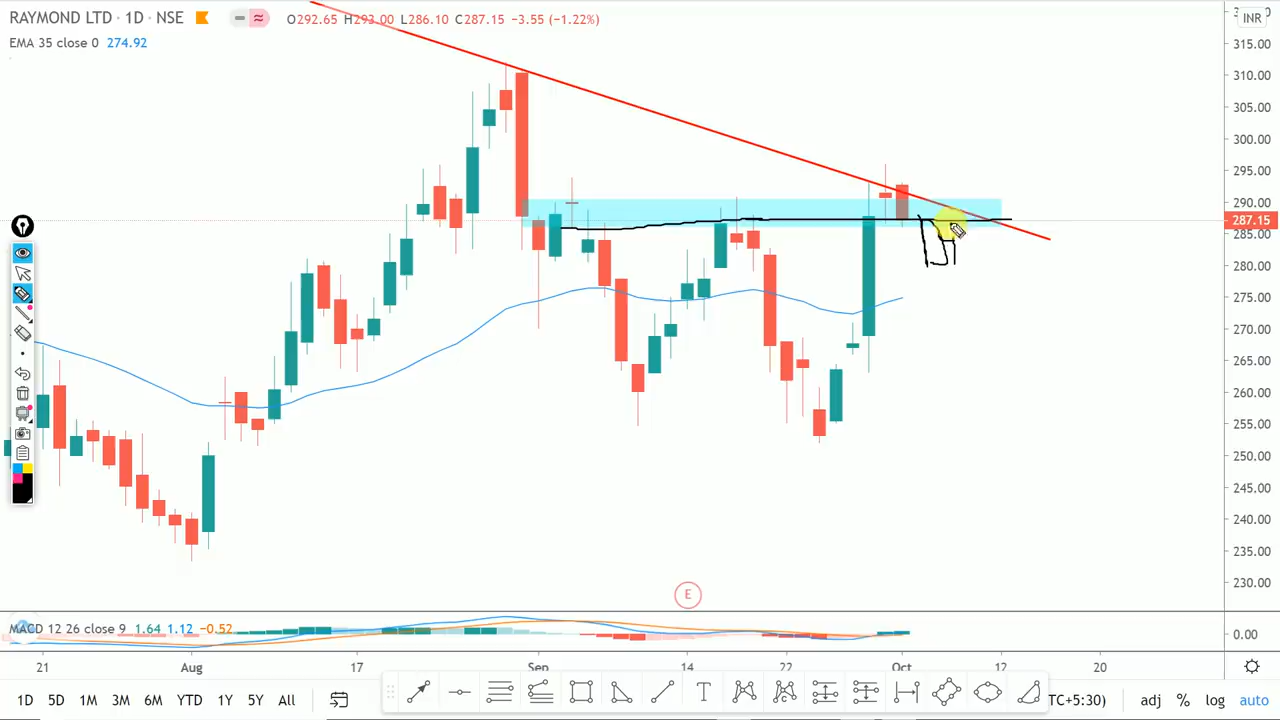 RAYMOND LTD · 1D · NSE
O292.65 H293.00 L286.10 C287.15 −3.55 (−1.22%)
INR
EMA 35 close 0 274.92
315.00
310.00
305.00
300.00
295.00
290.00
287.15
285.00
280.00
275.00
270.00
265.00
260.00
255.00
250.00
245.00
240.00
235.00
230.00
E
MACD 12 26 close 9 1.64 1.12 −0.52
0.00
21 Aug 17 Sep 14 22 Oct 12 20
1D 5D 1M 3M 6M YTD 1Y 5Y All
T
TC+5:30) adj % log auto